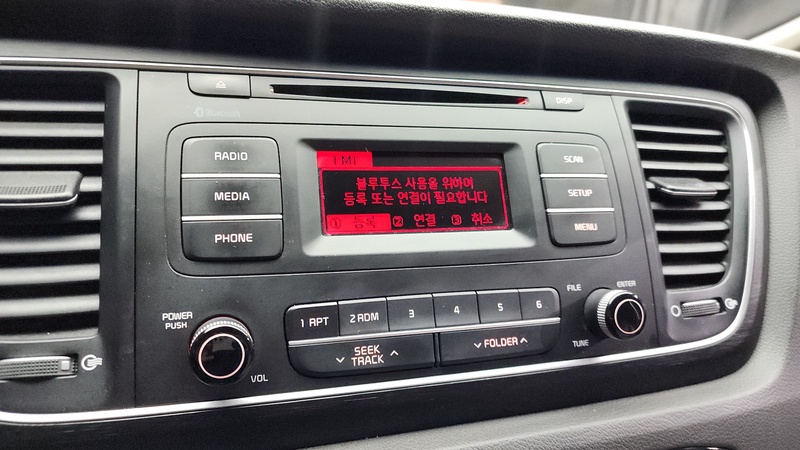 DISP
Bluetooth
RADIO
MEDIA
PHONE
FM1
블루투스 사용을 위하여
등록 또는 연결이 필요합니다
① 등록 ② 연결 ③ 취소
SCAN
SETUP
MENU
POWER
PUSH
VOL
1 RPT 2 RDM 3 4 5 6
SEEK
TRACK
FOLDER
FILE
ENTER
TUNE